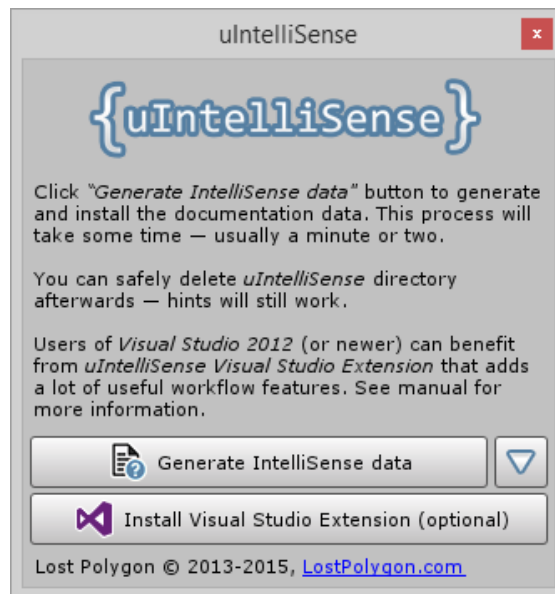 uIntelliSense
x
{uIntelliSense}
Click “Generate IntelliSense data” button to generate
and install the documentation data. This process will
take some time — usually a minute or two.
You can safely delete uIntelliSense directory
afterwards — hints will still work.
Users of Visual Studio 2012 (or newer) can benefit
from uIntelliSense Visual Studio Extension that adds
a lot of useful workflow features. See manual for
more information.
Generate IntelliSense data
Install Visual Studio Extension (optional)
Lost Polygon © 2013-2015, LostPolygon.com